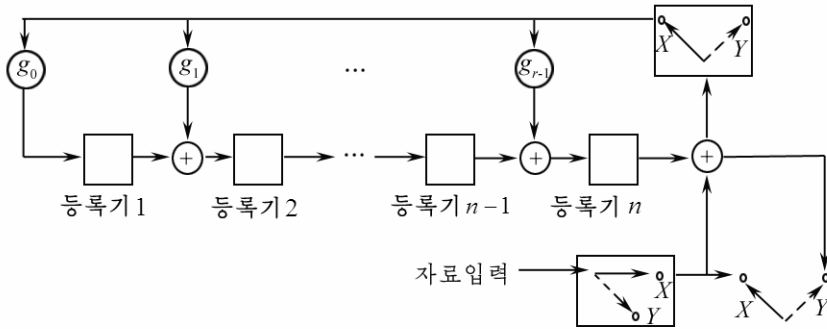 X Y
g0 g1 ... gr-1
+ ... + +
등록기 1 등록기 2 등록기 n-1 등록기 n
자료입력 X Y X Y